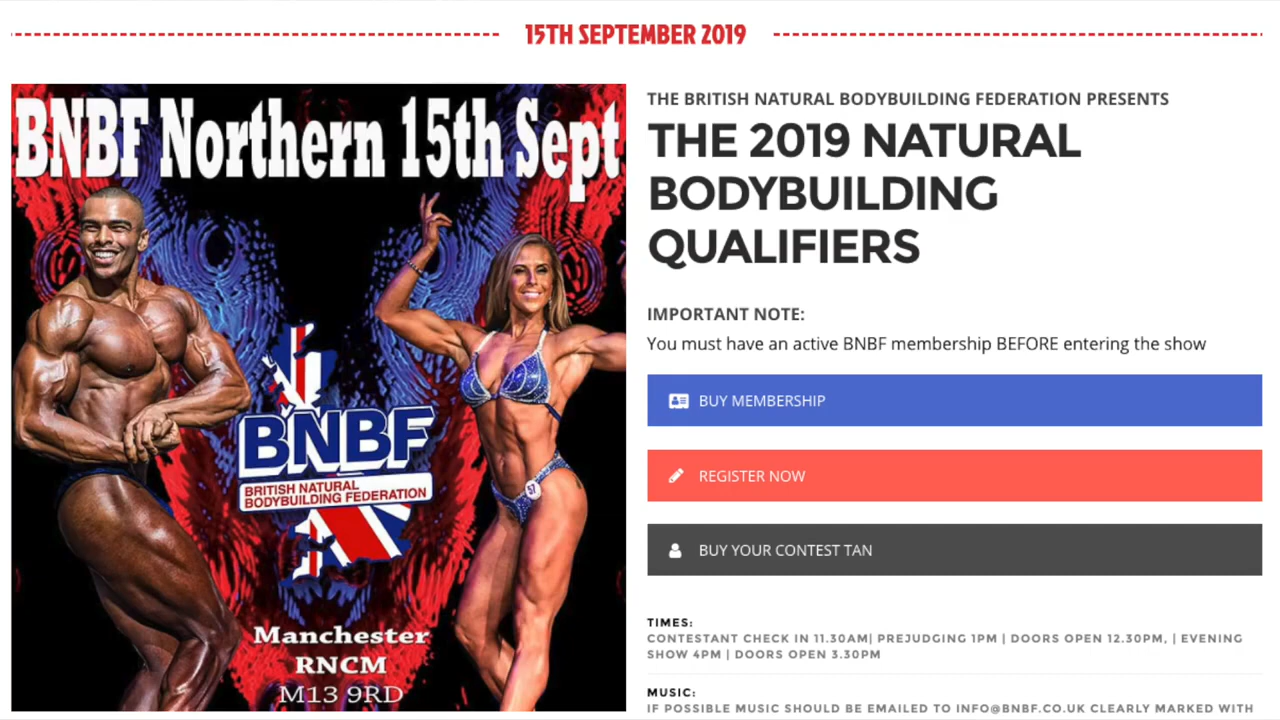 15TH SEPTEMBER 2019
BNBF Northern 15th Sept
BNBF
BRITISH NATURAL
BODYBUILDING FEDERATION
57
Manchester
RNCM
M13 9RD
THE BRITISH NATURAL BODYBUILDING FEDERATION PRESENTS
THE 2019 NATURAL
BODYBUILDING
QUALIFIERS
IMPORTANT NOTE:
You must have an active BNBF membership BEFORE entering the show
BUY MEMBERSHIP
REGISTER NOW
BUY YOUR CONTEST TAN
TIMES:
CONTESTANT CHECK IN 11.30AM| PREJUDGING 1PM | DOORS OPEN 12.30PM, | EVENING
SHOW 4PM | DOORS OPEN 3.30PM
MUSIC:
IF POSSIBLE MUSIC SHOULD BE EMAILED TO INFO@BNBF.CO.UK CLEARLY MARKED WITH